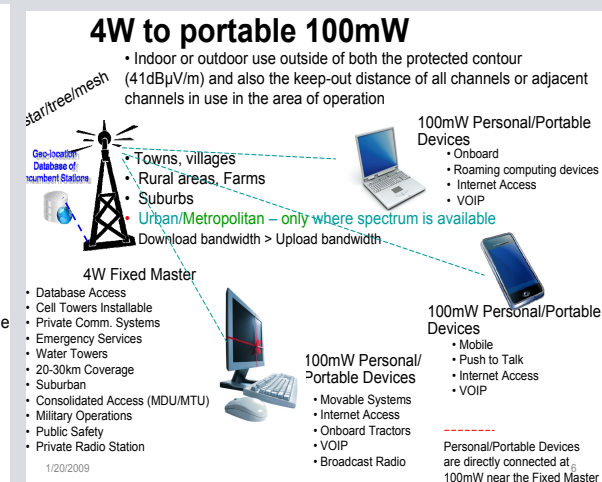 4W to portable 100mW
• Indoor or outdoor use outside of both the protected contour
(41dBµV/m) and also the keep-out distance of all channels or adjacent
channels in use in the area of operation
star/tree/mesh
Geo-location
Database of
ncumbent Stations
• Towns, villages
• Rural areas, Farms
• Suburbs
• Urban/Metropolitan – only where spectrum is available
• Download bandwidth > Upload bandwidth
100mW Personal/Portable
Devices
• Onboard
• Roaming computing devices
• Internet Access
• VOIP
4W Fixed Master
• Database Access
• Cell Towers Installable
• Private Comm. Systems
• Emergency Services
• Water Towers
• 20-30km Coverage
• Suburban
• Consolidated Access (MDU/MTU)
• Military Operations
• Public Safety
• Private Radio Station
e
100mW Personal/
Portable Devices
• Movable Systems
• Internet Access
• Onboard Tractors
• VOIP
• Broadcast Radio
100mW Personal/Portable
Devices
• Mobile
• Push to Talk
• Internet Access
• VOIP
Personal/Portable Devices
are directly connected at
100mW near the Fixed Master
1/20/2009
6